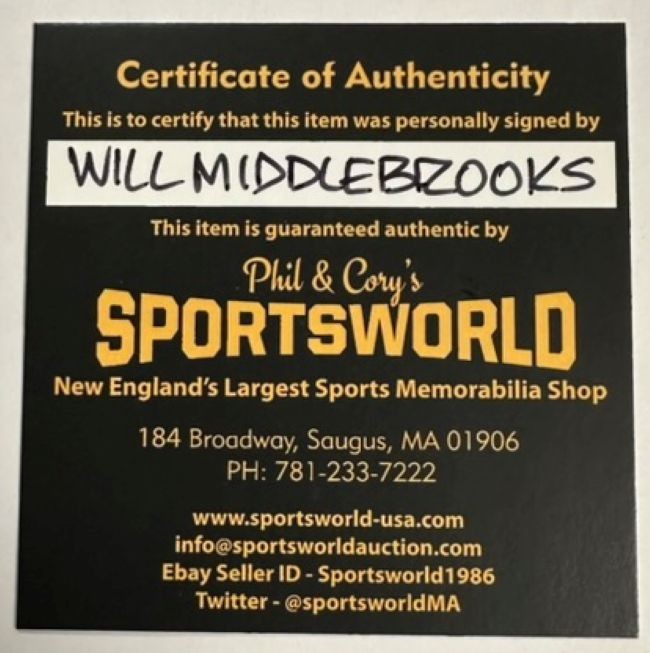 Certificate of Authenticity
This is to certify that this item was personally signed by
WILL MIDDLEBROOKS
This item is guaranteed authentic by
Phil & Cory's
SPORTSWORLD
New England's Largest Sports Memorabilia Shop
184 Broadway, Saugus, MA 01906
PH: 781-233-7222
www.sportsworld-usa.com
info@sportsworldauction.com
Ebay Seller ID - Sportsworld1986
Twitter - @sportsworldMA